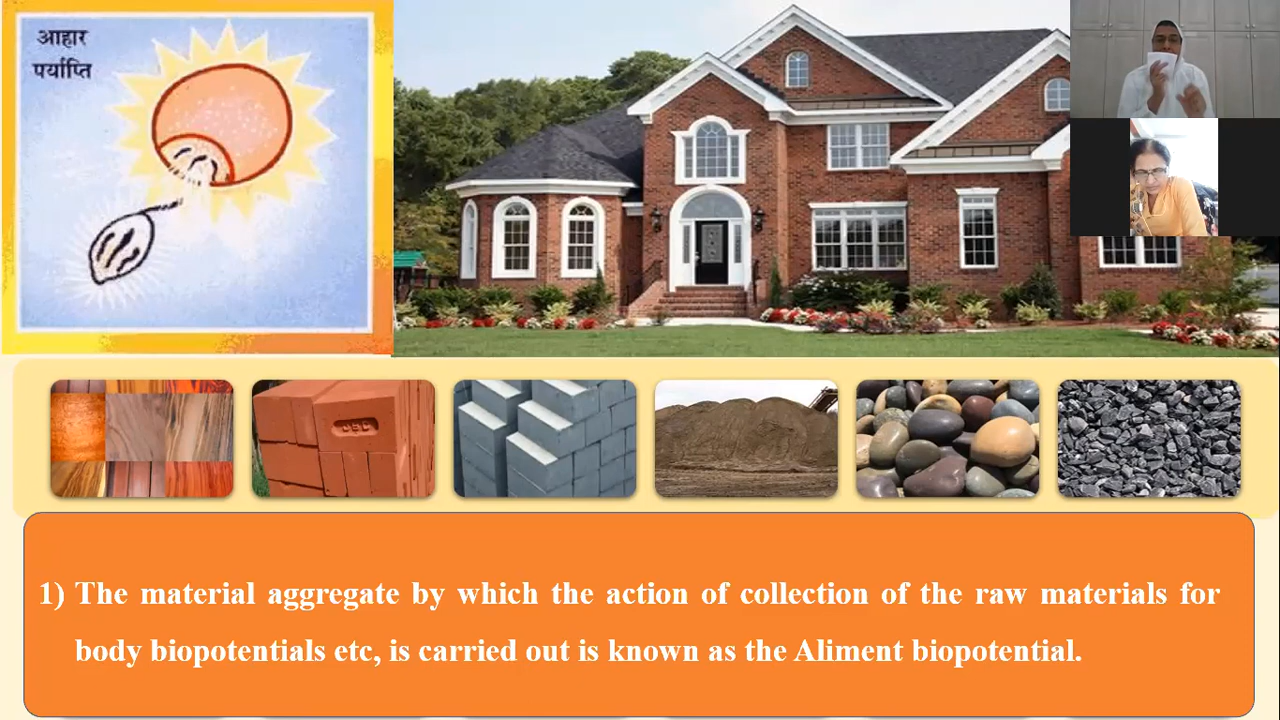 आहार
पर्याप्ति
1) The material aggregate by which the action of collection of the raw materials for
body biopotentials etc, is carried out is known as the Aliment biopotential.